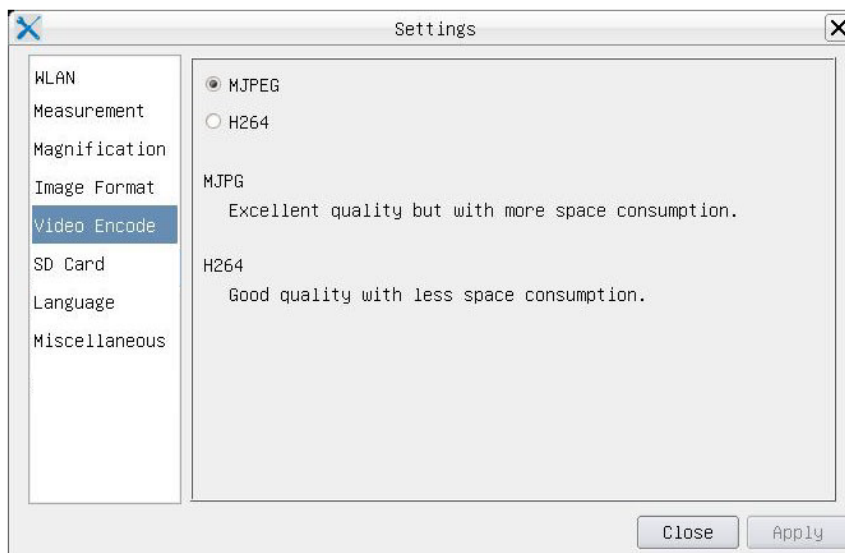 Settings
WLAN
Measurement
Magnification
Image Format
Video Encode
SD Card
Language
Miscellaneous
MJPEG
H264
MJPG
Excellent quality but with more space consumption.
H264
Good quality with less space consumption.
Close
Apply